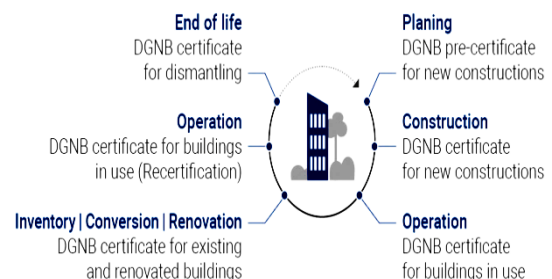 End of life
DGNB certificate
for dismantling
Operation
DGNB certificate for buildings
in use (Recertification)
Inventory | Conversion | Renovation
DGNB certificate for existing
and renovated buildings
Planing
DGNB pre-certificate
for new constructions
Construction
DGNB certificate
for new constructions
Operation
DGNB certificate
for buildings in use